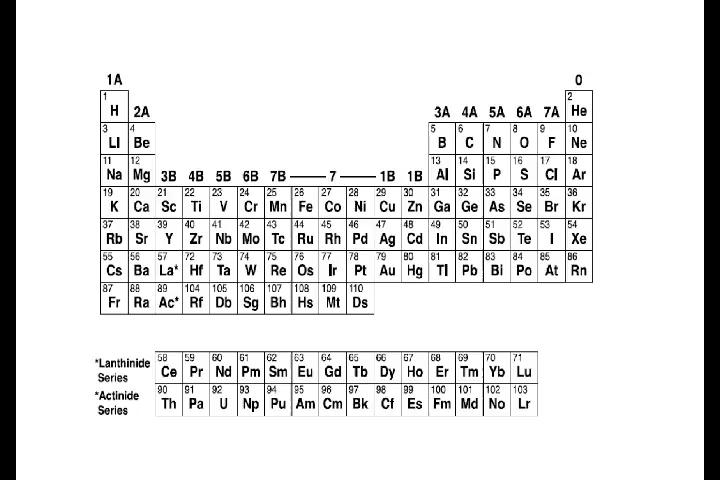 1A 0
1 2
H 2A 3A 4A 5A 6A 7A He
3 4 5 6 7 8 9 10
LI Be B C N O F Ne
11 12 13 14 15 16 17 18
Na Mg 3B 4B 5B 6B 7B 7 1B 1B Al Si P S Cl Ar
19 20 21 22 23 24 25 26 27 28 29 30 31 32 33 34 35 36
K Ca Sc Ti V Cr Mn Fe Co Ni Cu Zn Ga Ge As Se Br Kr
37 38 39 40 41 42 43 44 45 46 47 48 49 50 51 52 53 54
Rb Sr Y Zr Nb Mo Tc Ru Rh Pd Ag Cd In Sn Sb Te I Xe
55 56 57 72 73 74 75 76 77 78 79 80 81 82 83 84 85 86
Cs Ba La* Hf Ta W Re Os Ir Pt Au Hg Tl Pb Bi Po At Rn
87 88 89 104 105 106 107 108 109 110
Fr Ra Ac* Rf Db Sg Bh Hs Mt Ds
58 59 60 61 62 63 64 65 66 67 68 69 70 71
*Lanthinide Ce Pr Nd Pm Sm Eu Gd Tb Dy Ho Er Tm Yb Lu
Series
90 91 92 93 94 95 96 97 98 99 100 101 102 103
*Actinide Th Pa U Np Pu Am Cm Bk Cf Es Fm Md No Lr
Series